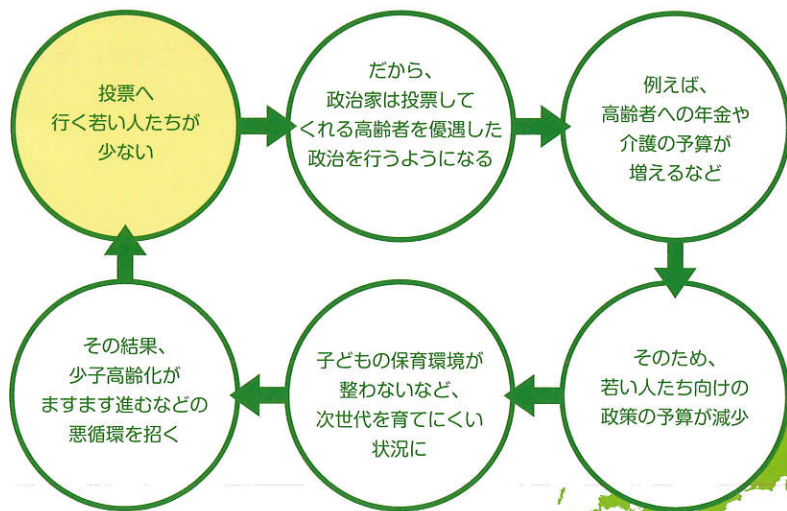 投票へ
行く若い人たちが
少ない
だから、
政治家は投票して
くれる高齢者を優遇した
政治を行うようになる
例えば、
高齢者への年金や
介護の予算が
増えるなど
そのため、
若い人たち向けの
政策の予算が減少
子どもの保育環境が
整わないなど、
次世代を育てにくい
状況に
その結果、
少子高齢化が
ますます進むなどの
悪循環を招く